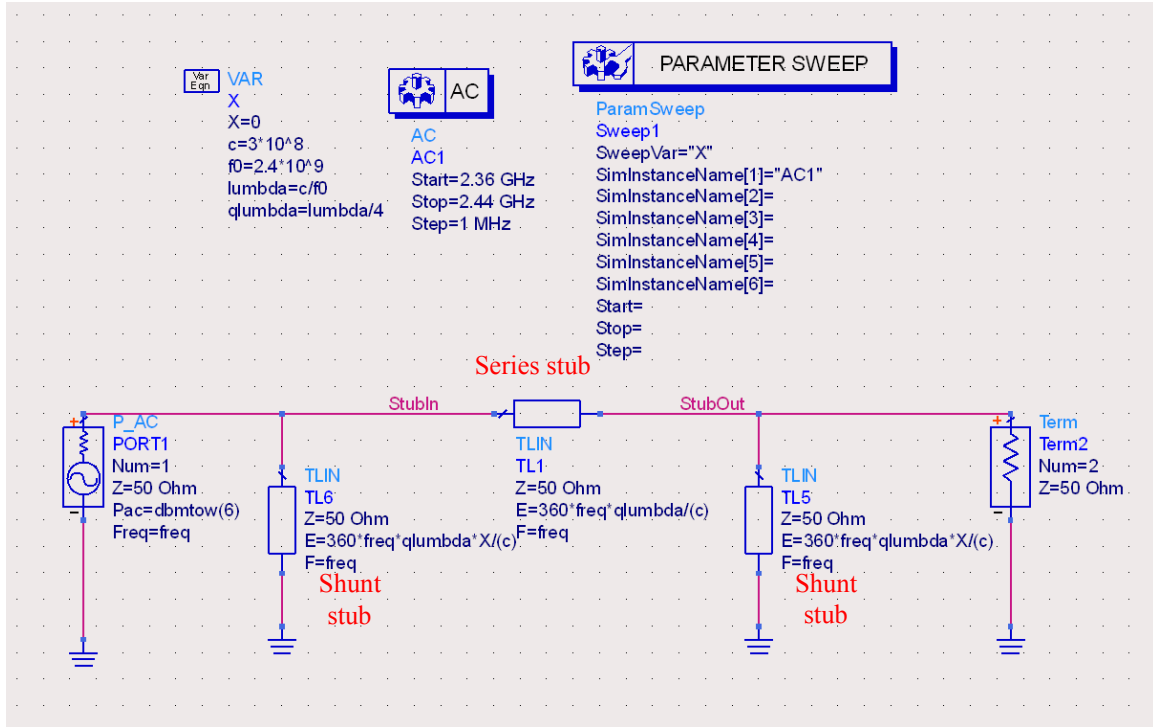 Var
Eqn
VAR
X
X=0
c=3*10^8
f0=2.4*10^9
lumbda=c/f0
qlumbda=lumbda/4
AC
AC
AC1
Start=2.36 GHz
Stop=2.44 GHz
Step=1 MHz
PARAMETER SWEEP
ParamSweep
Sweep1
SweepVar="X"
SimInstanceName[1]="AC1"
SimInstanceName[2]=
SimInstanceName[3]=
SimInstanceName[4]=
SimInstanceName[5]=
SimInstanceName[6]=
Start=
Stop=
Step=
Series stub
StubIn
StubOut
+
P_AC
PORT1
Num=1
Z=50 Ohm
Pac=dbmtow(6)
Freq=freq
-
TLIN
TL6
Z=50 Ohm
E=360*freq*qlumbda*X/(c)
F=freq
Shunt
stub
TLIN
TL1
Z=50 Ohm
E=360*freq*qlumbda/(c)
F=freq
TLIN
TL5
Z=50 Ohm
E=360*freq*qlumbda*X/(c)
F=freq
Shunt
stub
+
Term
Term2
Num=2
Z=50 Ohm
-